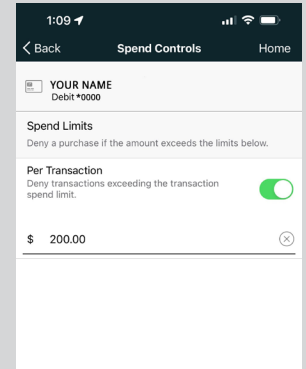 1:09
Back Spend Controls Home
YOUR NAME
Debit *0000
Spend Limits
Deny a purchase if the amount exceeds the limits below.
Per Transaction
Deny transactions exceeding the transaction
spend limit.
$ 200.00